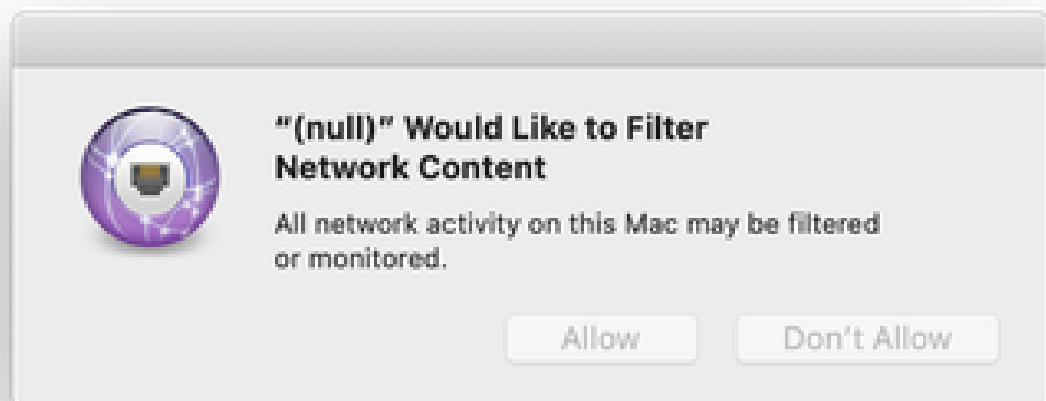 “(null)” Would Like to Filter
Network Content
All network activity on this Mac may be filtered
or monitored.
Allow
Don’t Allow